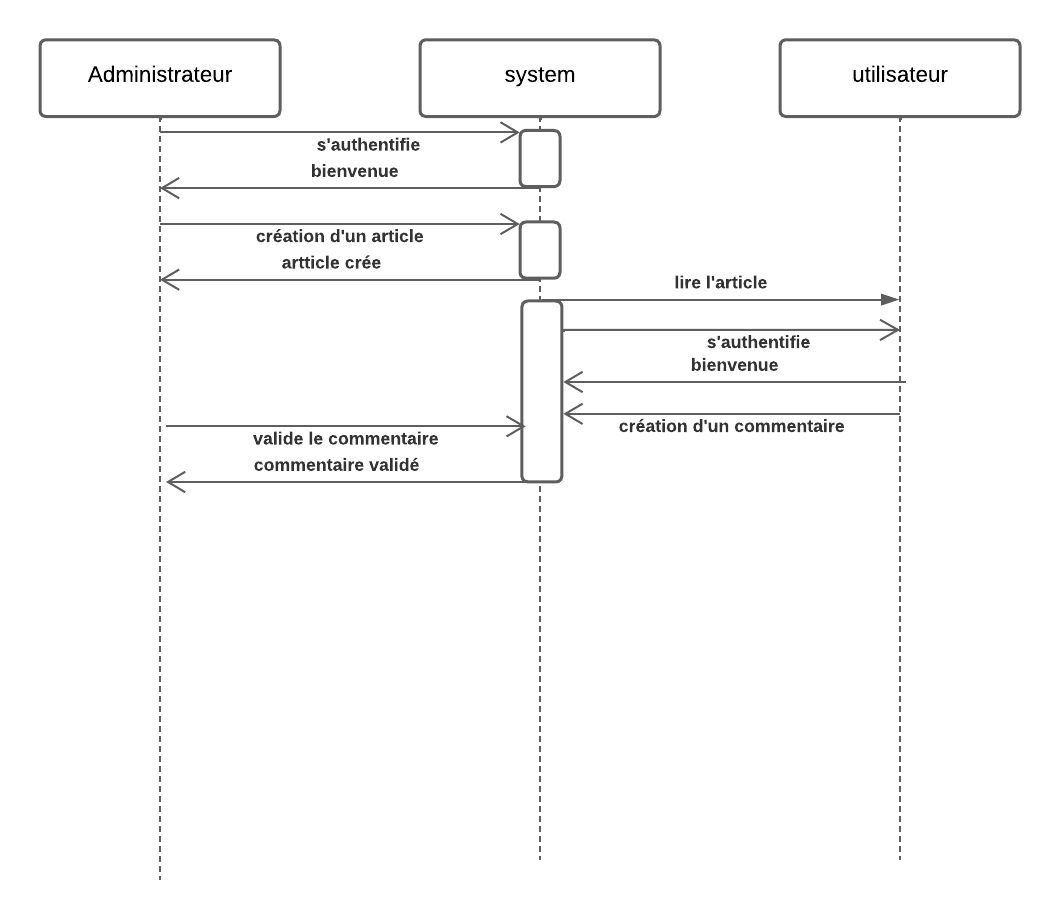 Administrateur
system
utilisateur
s'authentifie
bienvenue
création d'un article
artticle crée
lire l'article
s'authentifie
bienvenue
création d'un commentaire
valide le commentaire
commentaire validé